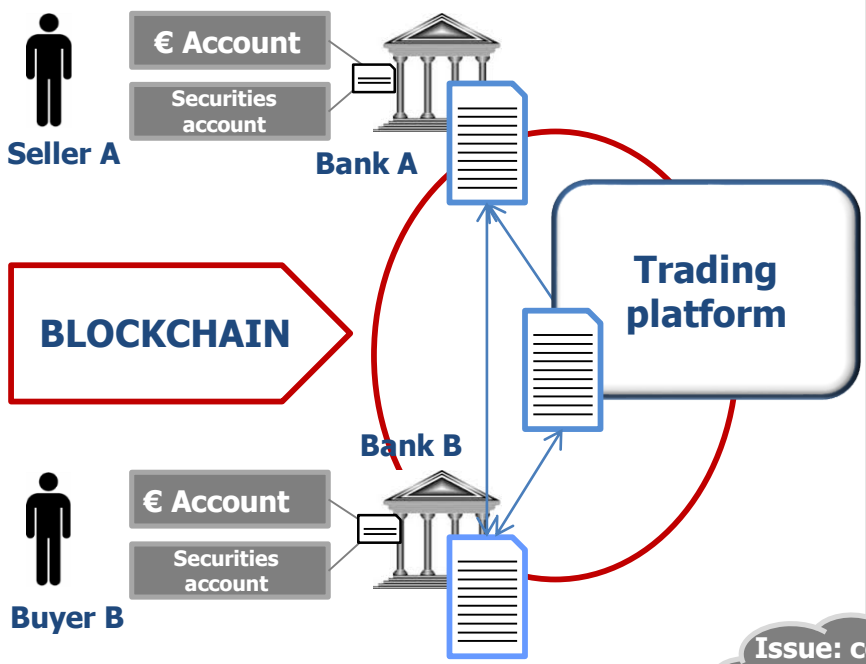 € Account
Securities
account
Seller A
Bank A
Trading
platform
BLOCKCHAIN
Bank B
€ Account
Securities
account
Buyer B
Issue: c